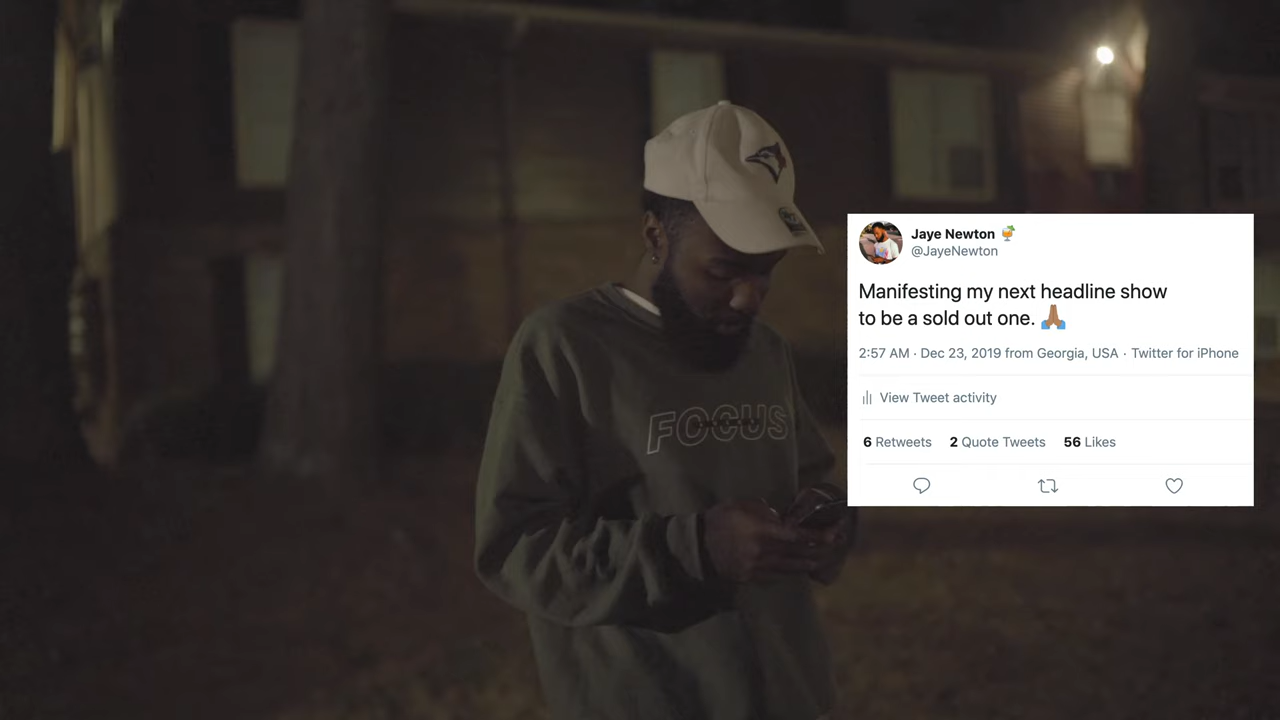 FOCUS
Jaye Newton 🍹
@JayeNewton
Manifesting my next headline show
to be a sold out one. 🙏🏽
2:57 AM · Dec 23, 2019 from Georgia, USA · Twitter for iPhone
View Tweet activity
6 Retweets 2 Quote Tweets 56 Likes